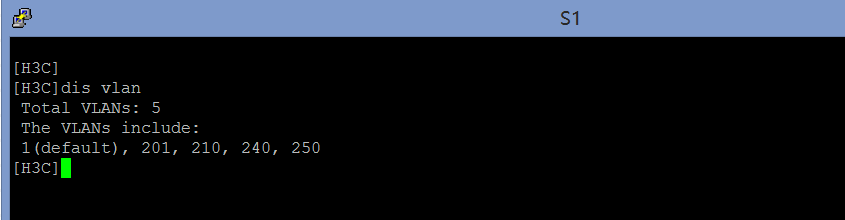 S1
[H3C]
[H3C]dis vlan
Total VLANs: 5
The VLANs include:
1(default), 201, 210, 240, 250
[H3C]